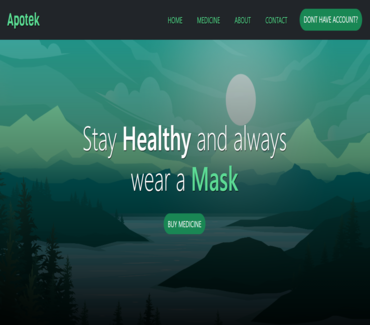 Apotek
HOME
MEDICINE
ABOUT
CONTACT
DONT HAVE ACCOUNT?
Stay Healthy and always
wear a Mask
BUY MEDICINE